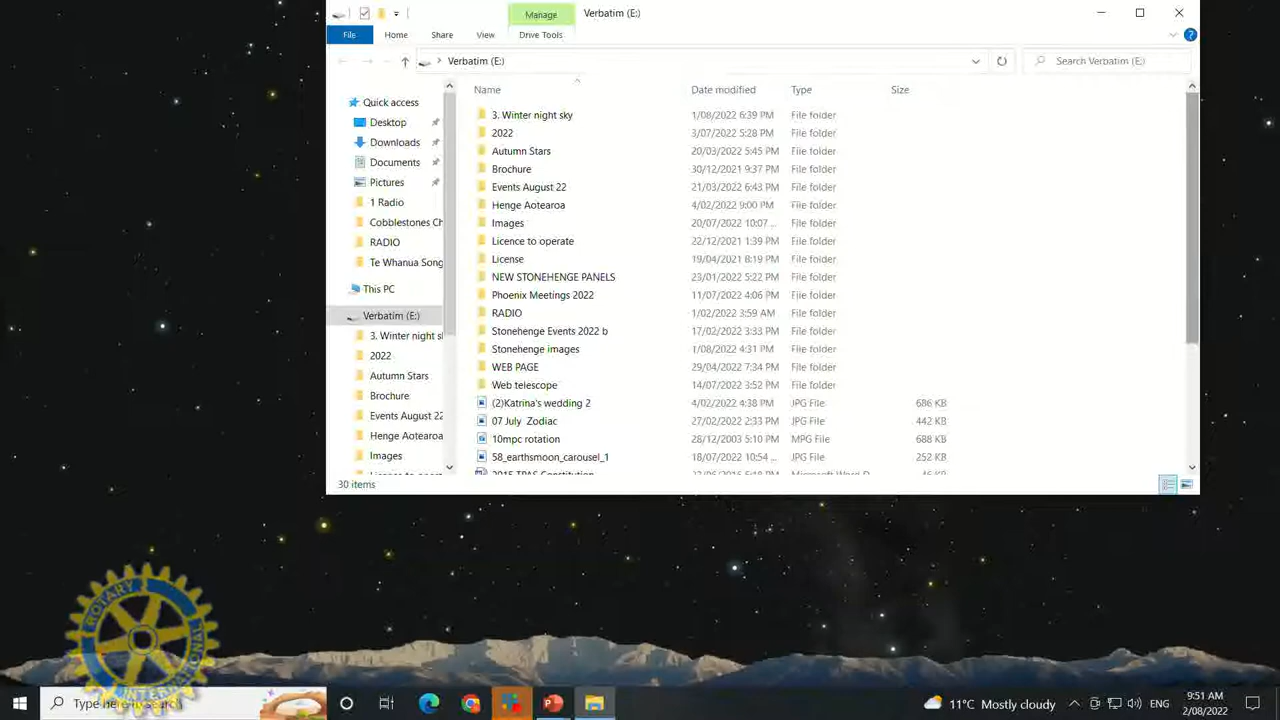 Manage Verbatim (E:)
File Home Share View Drive Tools
Verbatim (E:) Search Verbatim (E:)
Name Date modified Type Size
Quick access
Desktop
Downloads
Documents
Pictures
1 Radio
Cobblestones Ch
RADIO
Te Whanua Song
This PC
Verbatim (E:)
3. Winter night sl
2022
Autumn Stars
Brochure
Events August 22
Henge Aotearoa
Images
3. Winter night sky 1/08/2022 6:39 PM File folder
2022 3/07/2022 5:28 PM File folder
Autumn Stars 20/03/2022 5:45 PM File folder
Brochure 30/12/2021 9:37 PM File folder
Events August 22 21/03/2022 6:43 PM File folder
Henge Aotearoa 4/02/2022 9:00 PM File folder
Images 20/07/2022 10:07 ... File folder
Licence to operate 22/12/2021 1:39 PM File folder
License 19/04/2021 8:19 PM File folder
NEW STONEHENGE PANELS 23/01/2022 5:22 PM File folder
Phoenix Meetings 2022 11/07/2022 4:06 PM File folder
RADIO 1/02/2022 3:59 AM File folder
Stonehenge Events 2022 b 17/02/2022 3:33 PM File folder
Stonehenge images 1/08/2022 4:31 PM File folder
WEB PAGE 29/04/2022 7:34 PM File folder
Web telescope 14/07/2022 3:52 PM File folder
(2)Katrina's wedding 2 4/02/2022 4:38 PM JPG File 686 KB
07 July Zodiac 27/02/2022 2:33 PM JPG File 442 KB
10mpc rotation 28/12/2003 5:10 PM MPG File 688 KB
58_earthsmoon_carousel_1 18/07/2022 10:54 ... JPG File 252 KB
2015 TPAS Constitution
30 items
ROTARY
INTERNATIONAL
Type here to search
11°C Mostly cloudy ENG 9:51 AM
2/08/2022